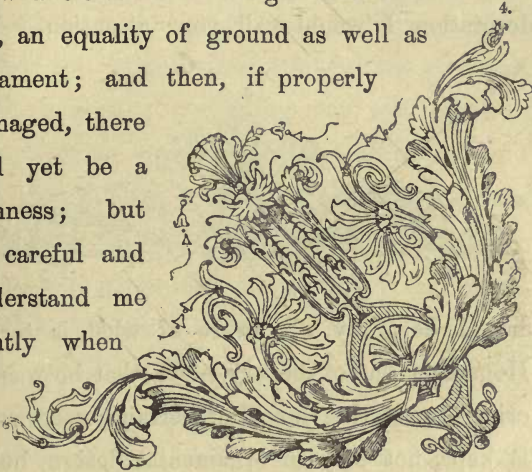 4.
, an equality of ground as well as
ament; and then, if properly
naged, there
yet be a
ness; but
careful and
derstand me
tly when